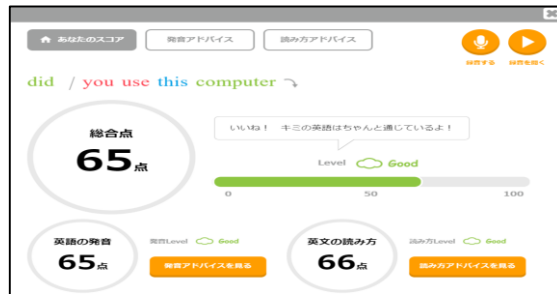 あなたのスコア
発音アドバイス
読み方アドバイス
録音する
録音を聴く
did / you use this computer
総合点
65点
いいね! キミの英語はちゃんと通じているよ!
Level Good
0 50 100
英語の発音
65点
発音Level Good
発音アドバイスを見る
英文の読み方
66点
読み方Level Good
読み方アドバイスを見る